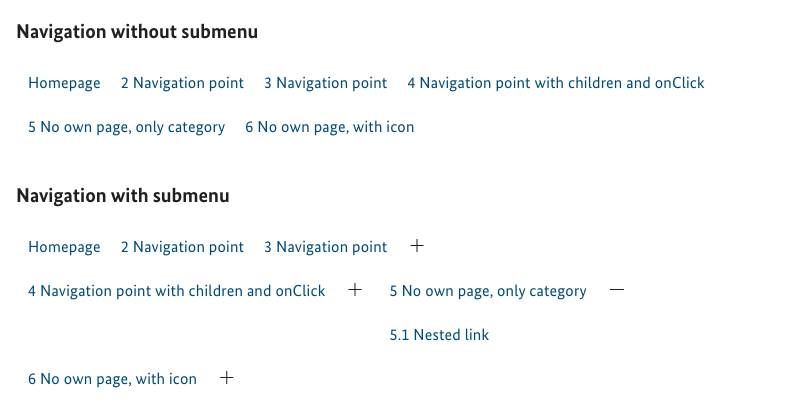 Navigation without submenu
Homepage 2 Navigation point 3 Navigation point 4 Navigation point with children and onClick
5 No own page, only category 6 No own page, with icon
Navigation with submenu
Homepage 2 Navigation point 3 Navigation point +
4 Navigation point with children and onClick + 5 No own page, only category —
5.1 Nested link
6 No own page, with icon +